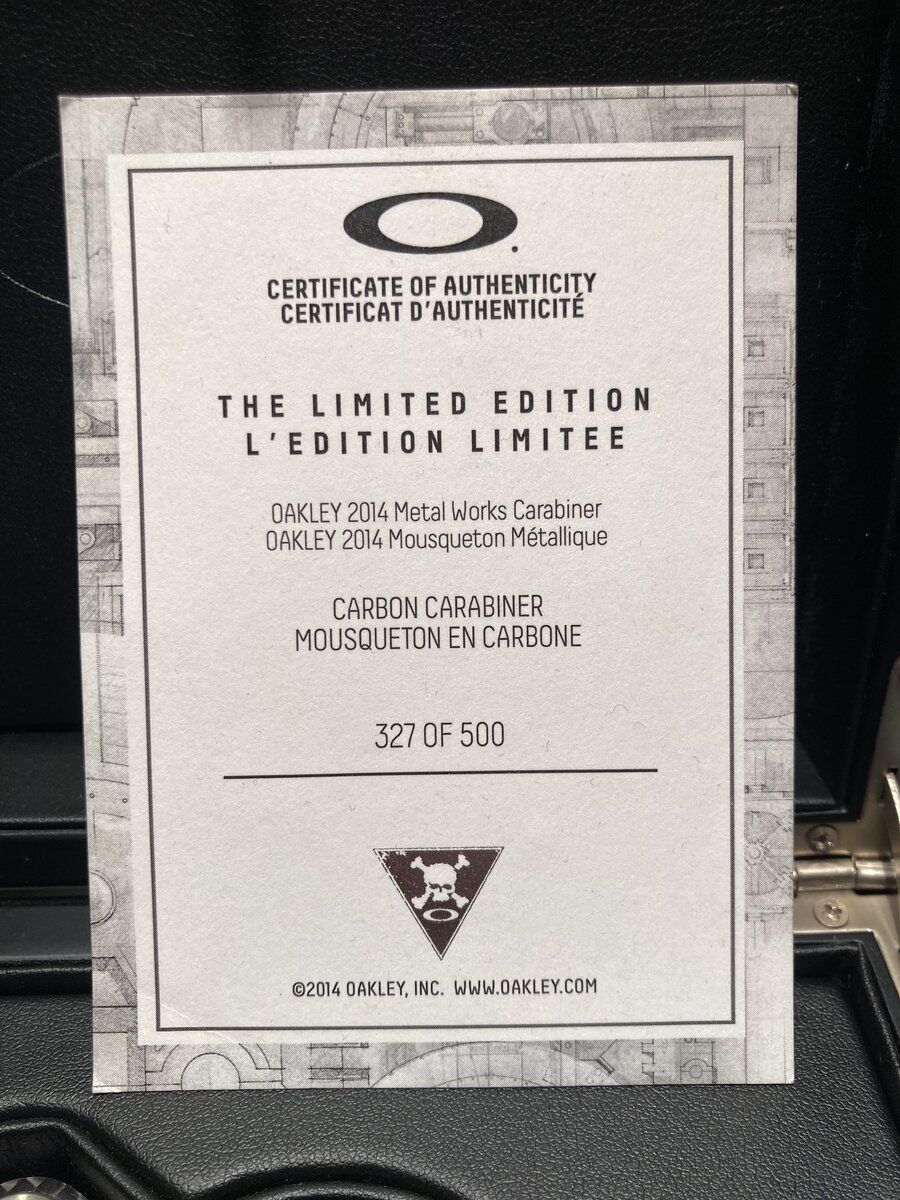 CERTIFICATE OF AUTHENTICITY
CERTIFICAT D'AUTHENTICITÉ
THE LIMITED EDITION
L'EDITION LIMITEE
OAKLEY 2014 Metal Works Carabiner
OAKLEY 2014 Mousqueton Métallique
CARBON CARABINER
MOUSQUETON EN CARBONE
327 OF 500
©2014 OAKLEY, INC. WWW.OAKLEY.COM